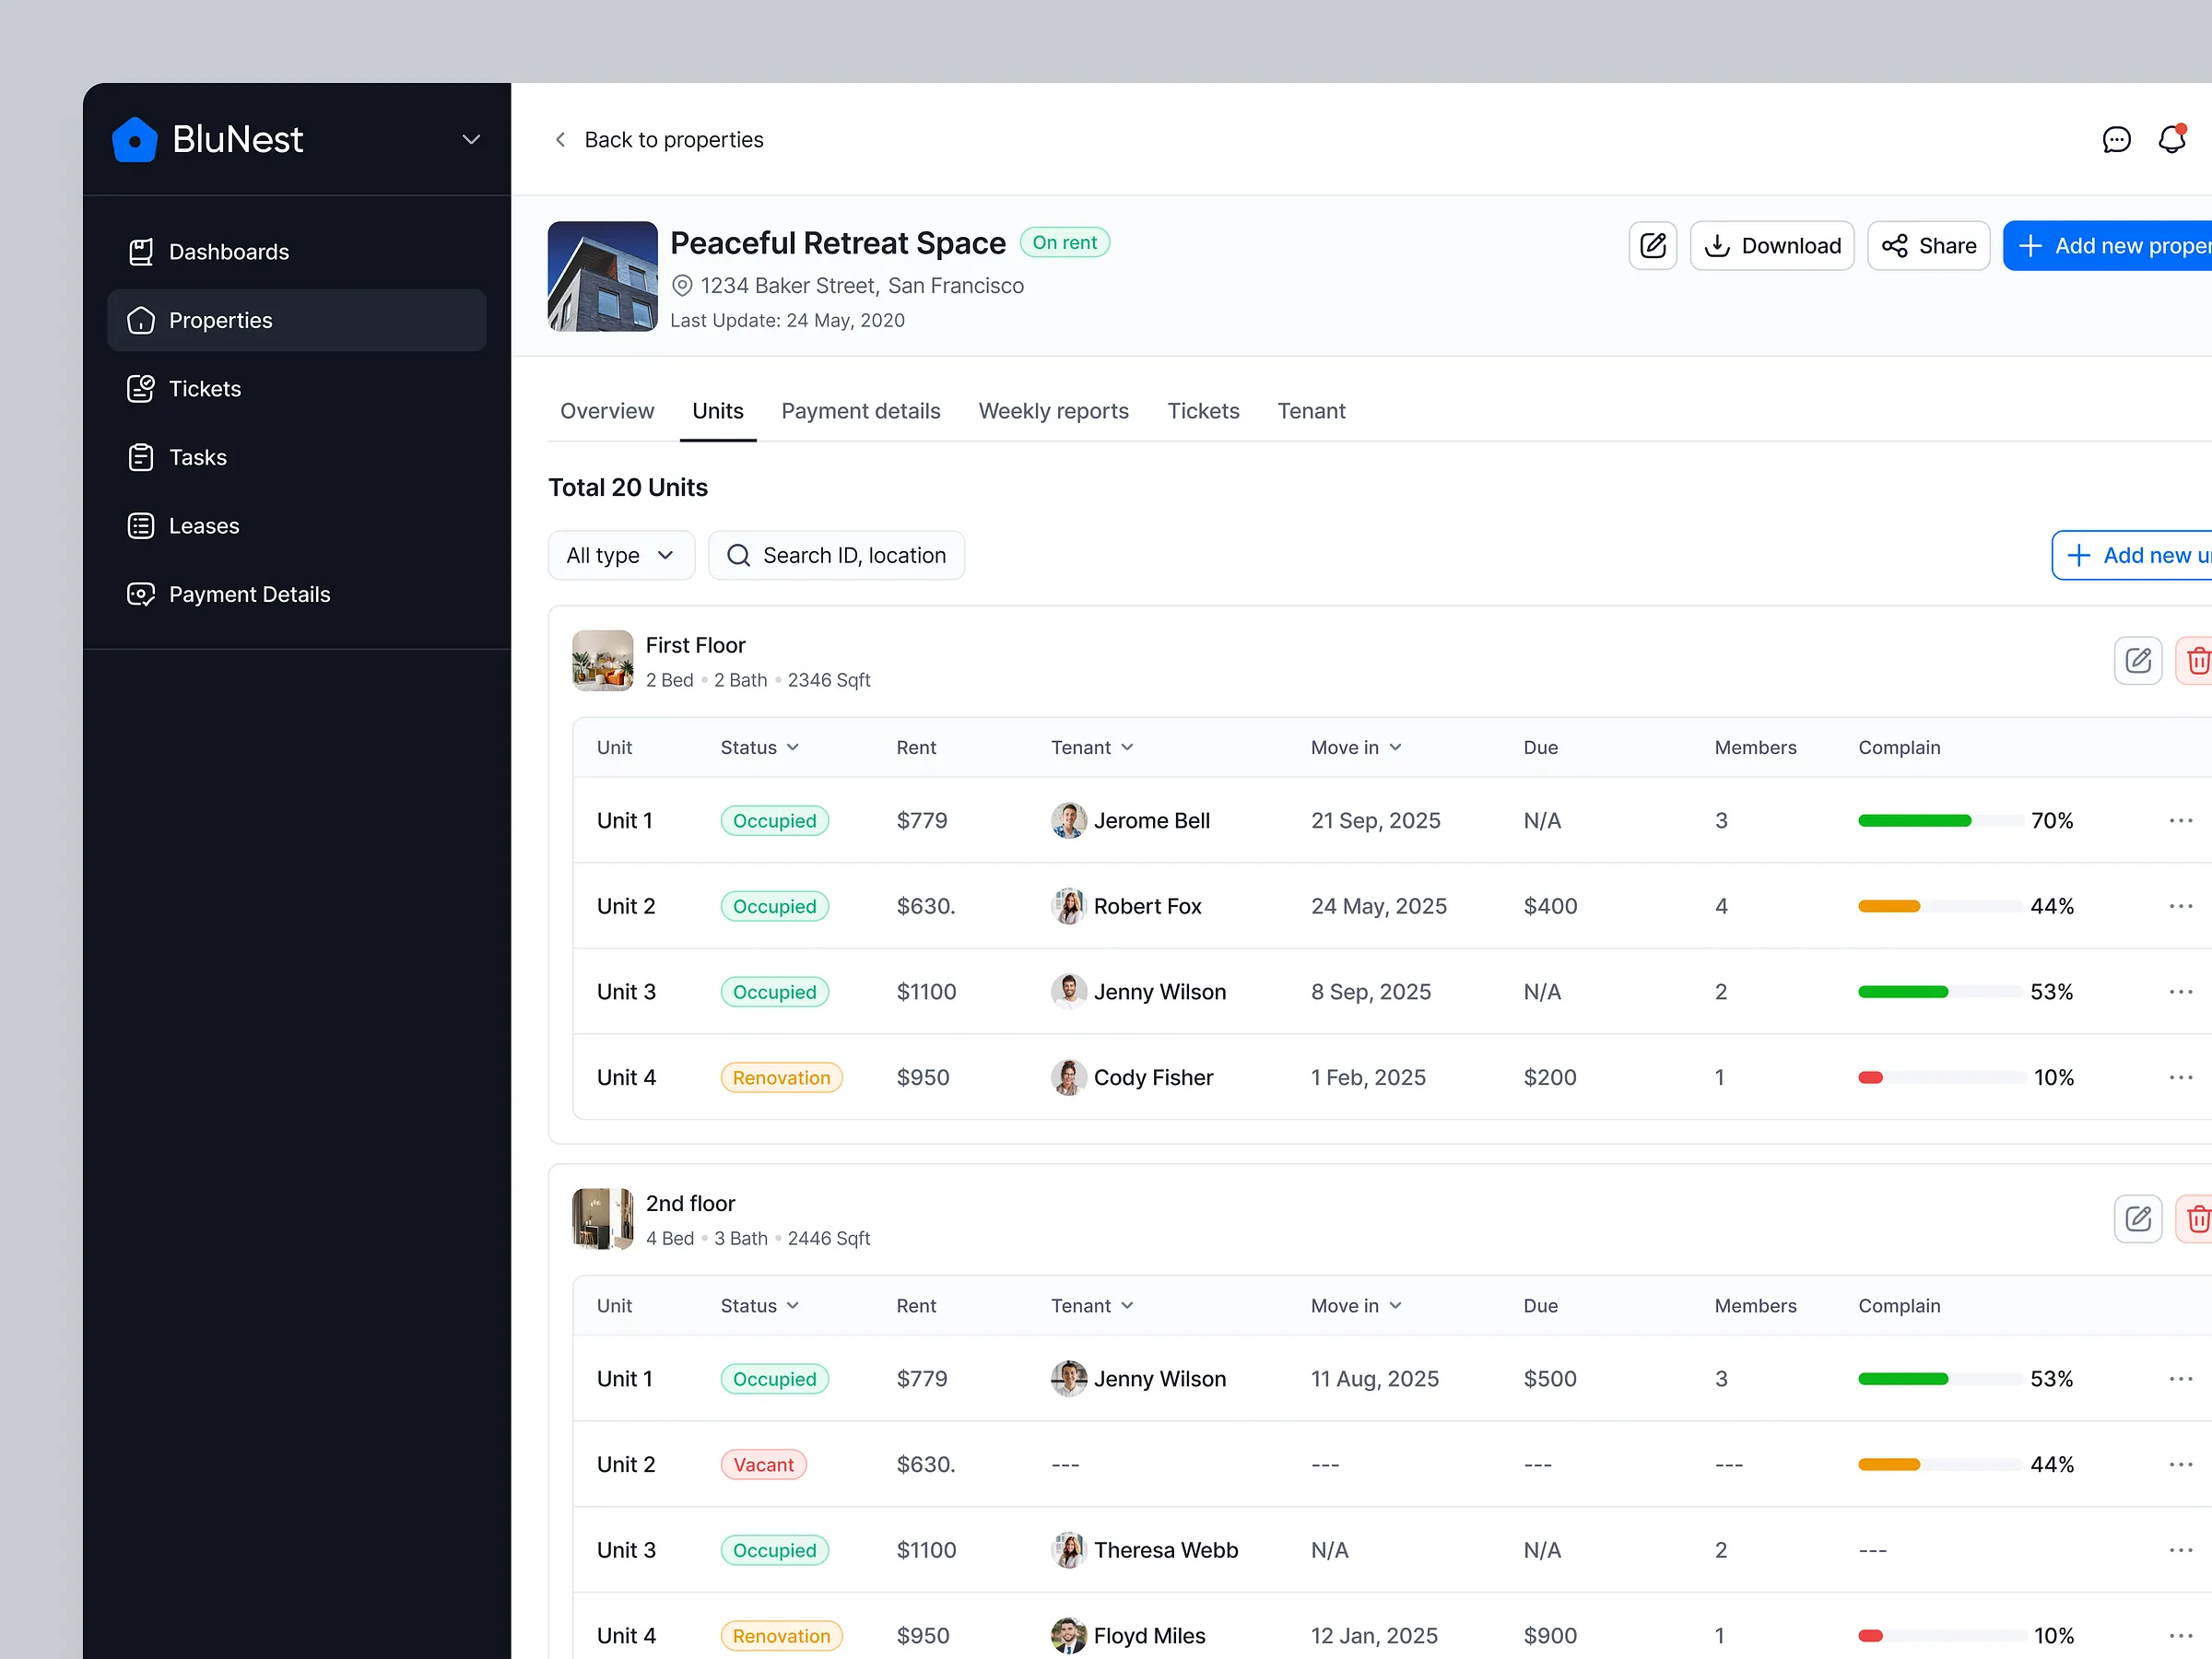 BluNest
Dashboards
Properties
Tickets
Tasks
Leases
Payment Details
Back to properties
Peaceful Retreat Space On rent
1234 Baker Street, San Francisco
Last Update: 24 May, 2020
Download Share Add new proper
Overview Units Payment details Weekly reports Tickets Tenant
Total 20 Units
All type Search ID, location Add new u
First Floor
2 Bed • 2 Bath • 2346 Sqft
Unit Status Rent Tenant Move in Due Members Complain
Unit 1 Occupied $779 Jerome Bell 21 Sep, 2025 N/A 3 70% ...
Unit 2 Occupied $630. Robert Fox 24 May, 2025 $400 4 44% ...
Unit 3 Occupied $1100 Jenny Wilson 8 Sep, 2025 N/A 2 53% ...
Unit 4 Renovation $950 Cody Fisher 1 Feb, 2025 $200 1 10% ...
2nd floor
4 Bed • 3 Bath • 2446 Sqft
Unit Status Rent Tenant Move in Due Members Complain
Unit 1 Occupied $779 Jenny Wilson 11 Aug, 2025 $500 3 53% ...
Unit 2 Vacant $630. --- --- --- --- 44% ...
Unit 3 Occupied $1100 Theresa Webb N/A N/A 2 --- ...
Unit 4 Renovation $950 Floyd Miles 12 Jan, 2025 $900 1 10% ...